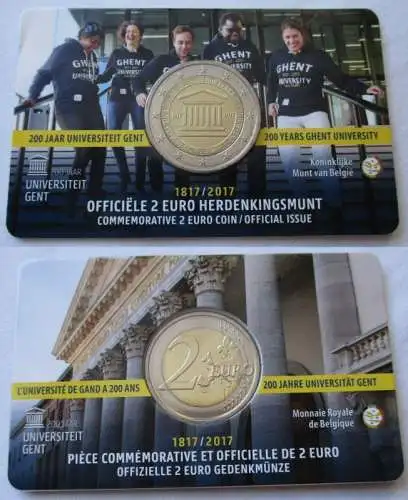 GHENT
GHENT
GHENT
UNIVERSITY
UNIVERSITY
200 JAAR UNIVERSITEIT GENT
200 YEARS GHENT UNIVERSITY
200 JAAR
UNIVERSITEIT
GENT
Koninklijke
Munt van België
1817/2017
OFFICIËLE 2 EURO HERDENKINGSMUNT
COMMEMORATIVE 2 EURO COIN / OFFICIAL ISSUE
2 EURO
L'UNIVERSITÉ DE GAND A 200 ANS
200 JAHRE UNIVERSITÄT GENT
200 JAAR
UNIVERSITEIT
GENT
Monnaie Royale
de Belgique
1817/2017
PIÈCE COMMÉMORATIVE ET OFFICIELLE DE 2 EURO
OFFIZIELLE 2 EURO GEDENKMÜNZE